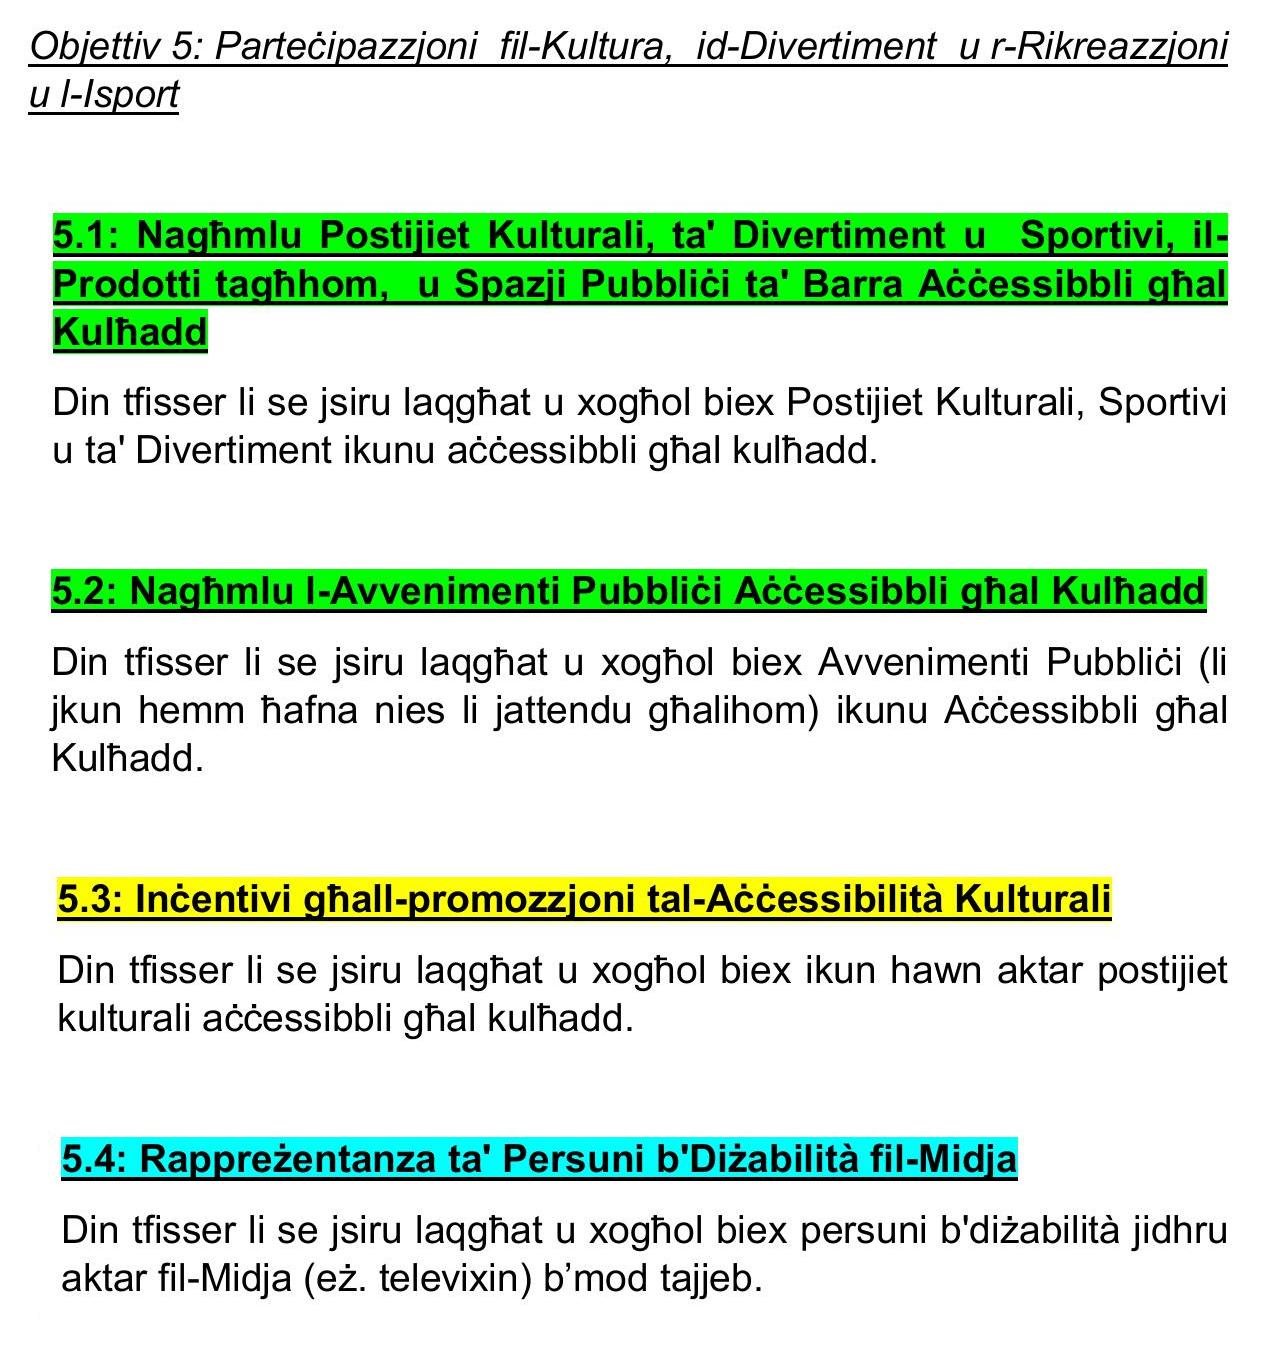 Objettiv 5: Parteċipazzjoni fil-Kultura, id-Divertiment u r-Rikreazzjoni
u l-Isport
5.1: Nagħmlu Postijiet Kulturali, ta' Divertiment u Sportivi, il-
Prodotti tagħhom, u Spazji Pubbliċi ta' Barra Aċċessibbli għal
Kulħadd
Din tfisser li se jsiru laqgħat u xogħol biex Postijiet Kulturali, Sportivi
u ta' Divertiment ikunu aċċessibbli għal kulħadd.
5.2: Nagħmlu l-Avvenimenti Pubbliċi Aċċessibbli għal Kulħadd
Din tfisser li se jsiru laqgħat u xogħol biex Avvenimenti Pubbliċi (li
jkun hemm ħafna nies li jattendu għalihom) ikunu Aċċessibbli għal
Kulħadd.
5.3: Inċentivi għall-promozzjoni tal-Aċċessibilità Kulturali
Din tfisser li se jsiru laqgħat u xogħol biex ikun hawn aktar postijiet
kulturali aċċessibbli għal kulħadd.
5.4: Rappreżentanza ta' Persuni b'Diżabilità fil-Midja
Din tfisser li se jsiru laqgħat u xogħol biex persuni b'diżabilità jidhru
aktar fil-Midja (eż. televixin) b’mod tajjeb.